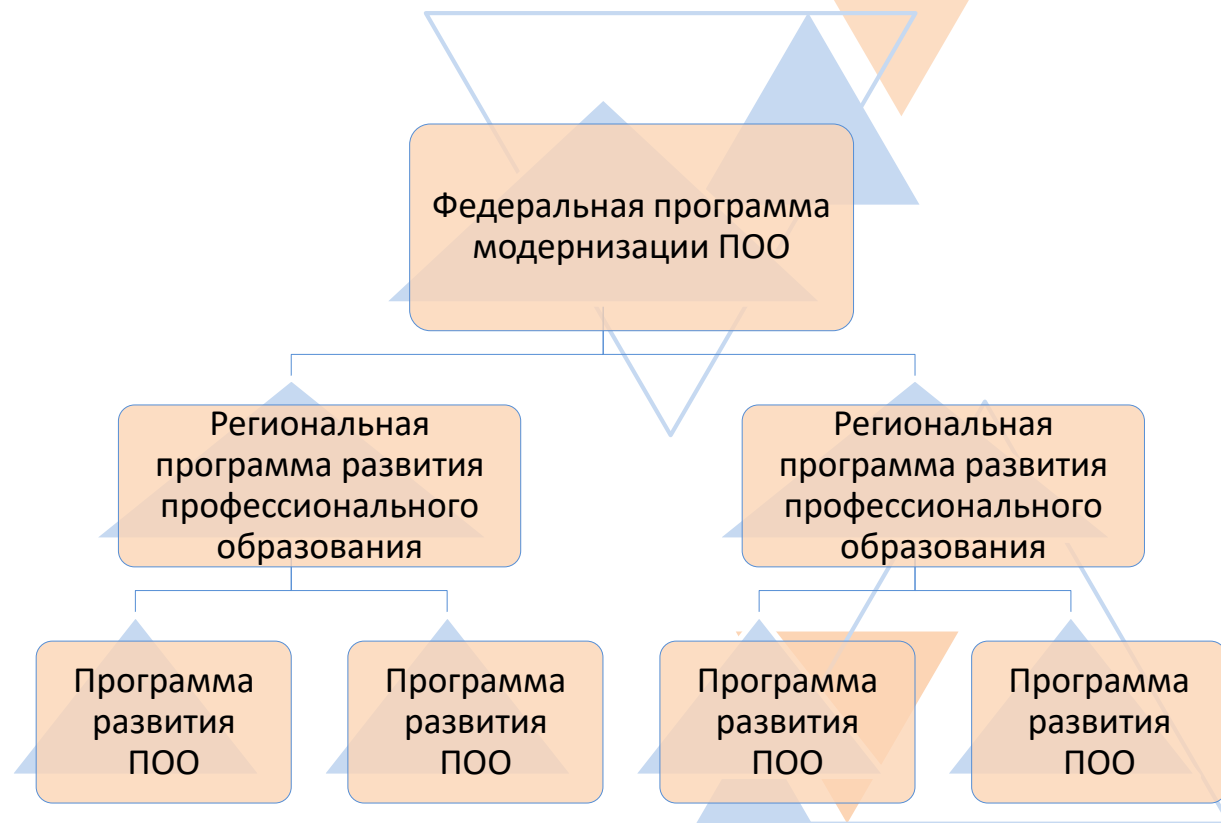 Федеральная программа
модернизации ПОО
Региональная
программа развития
профессионального
образования
Региональная
программа развития
профессионального
образования
Программа
развития
ПОО
Программа
развития
ПОО
Программа
развития
ПОО
Программа
развития
ПОО